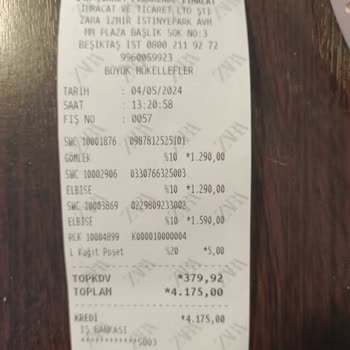 İHRACAT VE TİCARET LTD ŞTİ
ZARA İZMİR İSTİNYEPARK AVM
NM PLAZA BAŞLIK SOK NO:3
BEŞİKTAŞ IST 0800 211 92 72
9960059923
BÜYÜK MÜKELLEFLER
TARİH : 04/05/2024
SAAT : 13:20:58
FİŞ NO : 0057
SWC 10001876 0987812525101
GÖMLEK %10 *1.290,00
SWC 10002906 0330766325003
ELBİSE %10 *1.290,00
SWC 10003869 0229809233002
ELBİSE %10 *1.590,00
RCK 10004899 K000010000004
1 Kağıt Poşet %20 *5,00
TOPKDV *379,92
TOPLAM *4.175,00
KREDİ *4.175,00
İŞ BANKASI
************5003